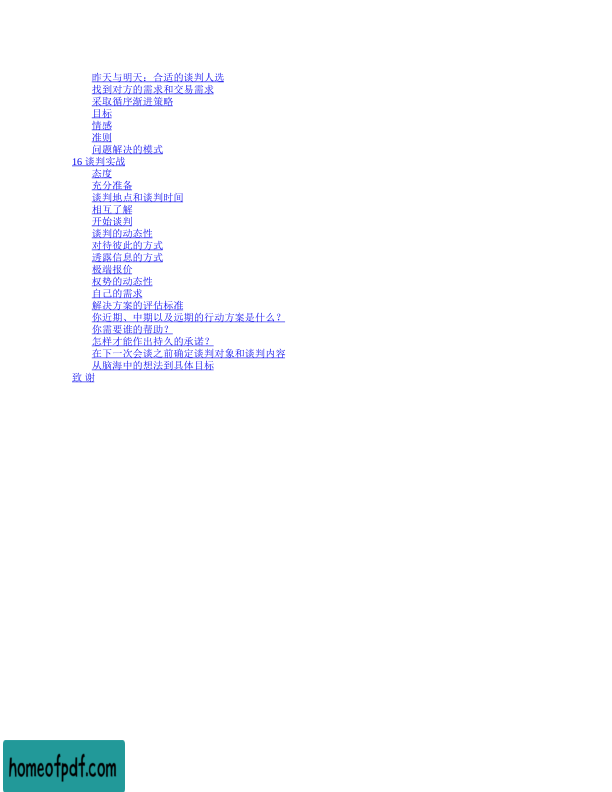 昨天与明天：合适的谈判人选
找到对方的需求和交易需求
采取循序渐进策略
目标
情感
准则
问题解决的模式
16 谈判实战
态度
充分准备
谈判地点和谈判时间
相互了解
开始谈判
谈判的动态性
对待彼此的方式
透露信息的方式
极端报价
权势的动态性
自己的需求
解决方案的评估标准
你近期、中期以及远期的行动方案是什么？
你需要谁的帮助？
怎样才能作出持久的承诺？
在下一次会谈之前确定谈判对象和谈判内容
从脑海中的想法到具体目标
致 谢
homeofpdf.com